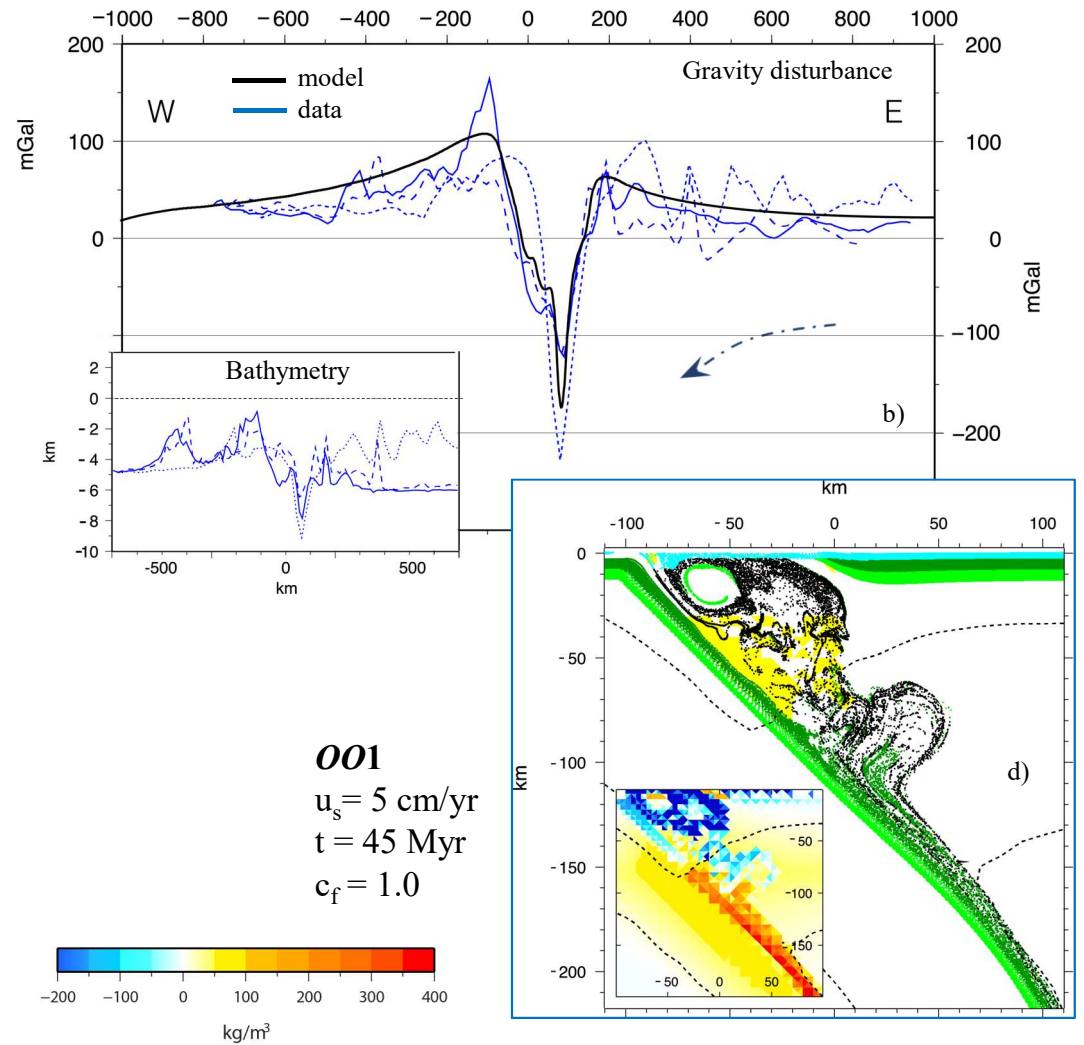 −1000 −800 −600 −400 −200 0 200 400 600 800 1000
200 200
model Gravity disturbance
data
W E
mGal 100 100
0 0
mGal
−100
b)
−200
Bathymetry
2
0
-2
km -4
-6
-8
-10
-500 0 500
km
km
-100 -50 0 50 100
0
-50
km -100
d)
-150
-200
-50
-100
-150
-50 0 50
OO1
us= 5 cm/yr
t = 45 Myr
cf = 1.0
−200 −100 0 100 200 300 400
kg/m³